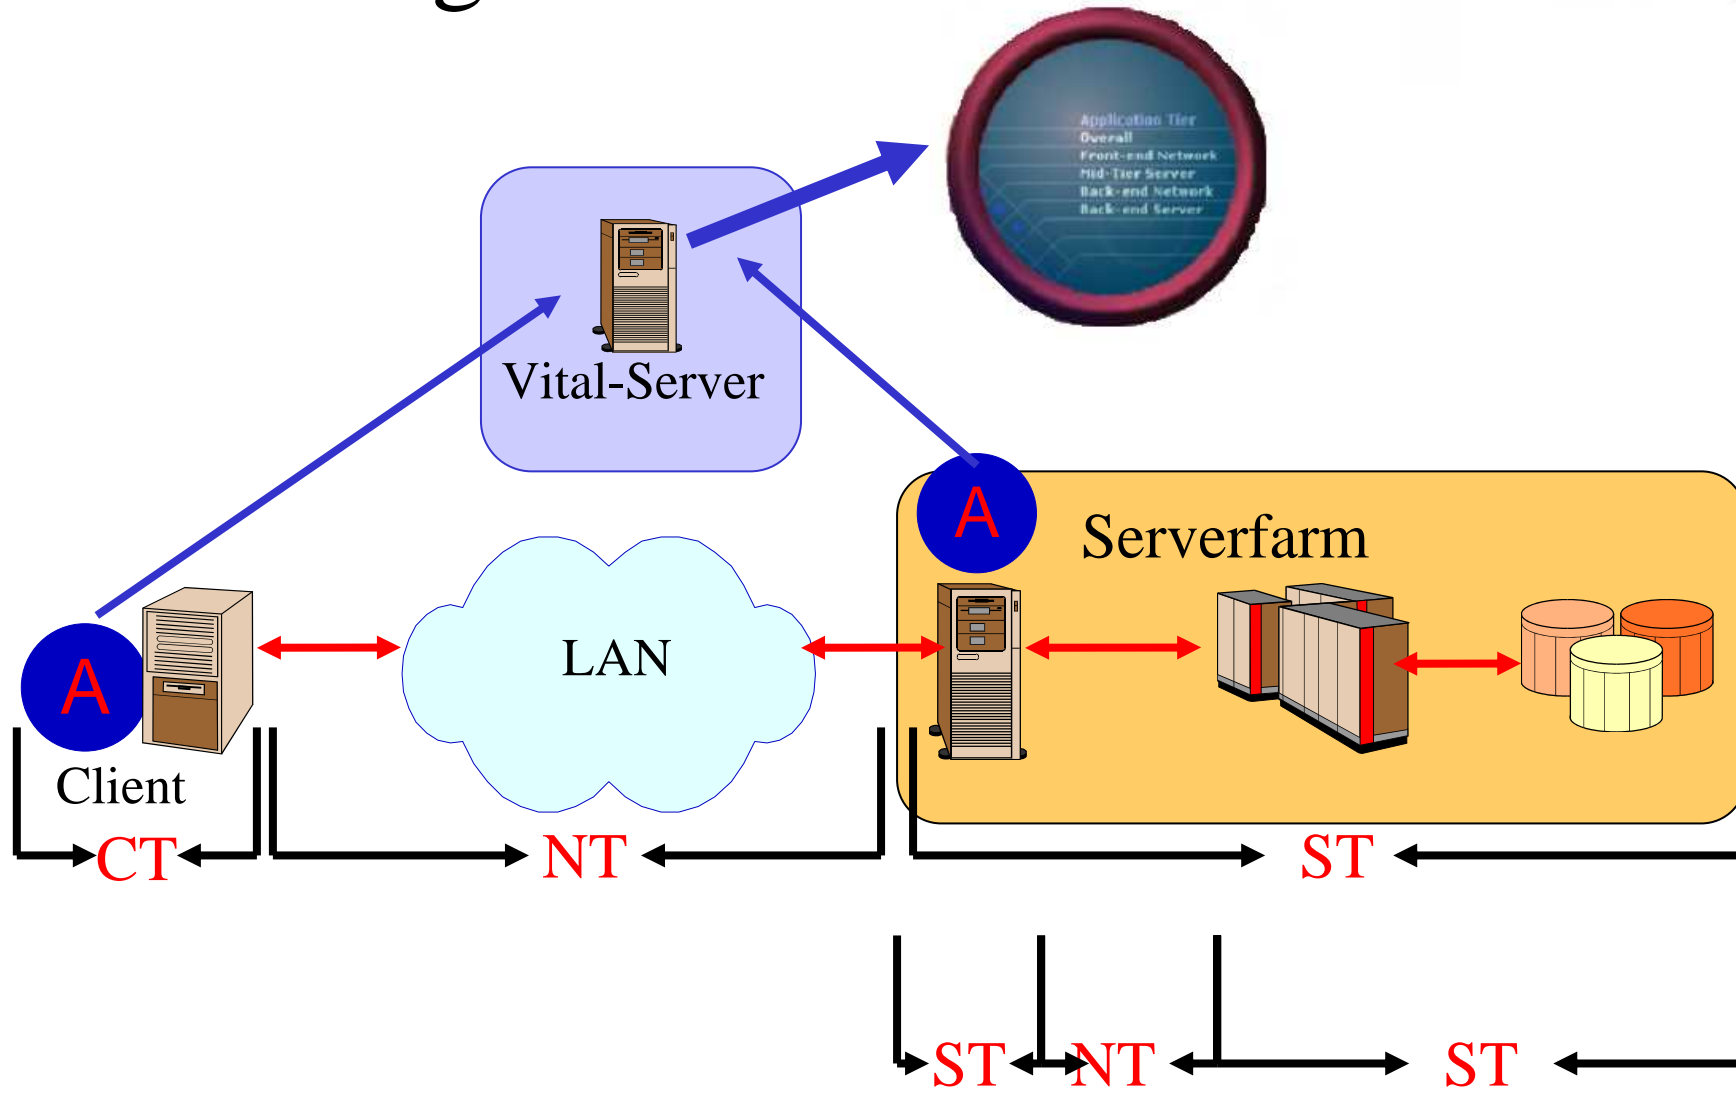 Application Tier
Overall
Front-end Network
Mid-Tier Server
Back-end Network
Back-end Server
Vital-Server
A
Serverfarm
LAN
A
Client
CT
NT
ST
ST
NT
ST